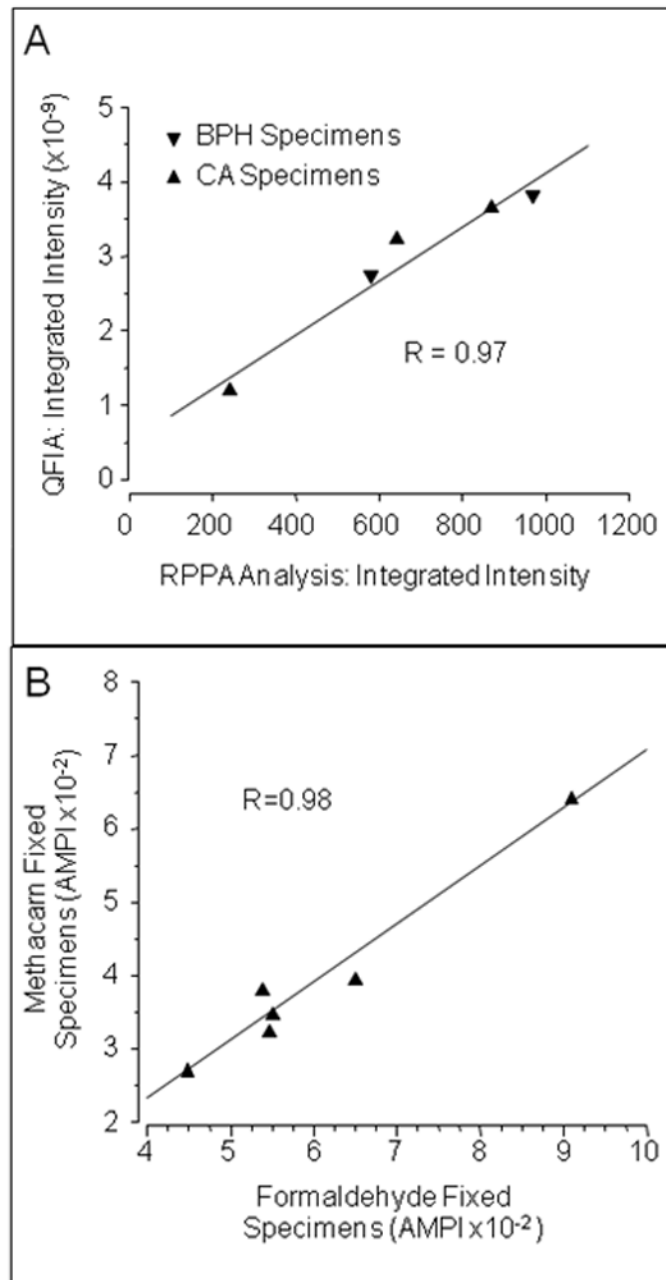 A
QFIA: Integrated Intensity (x10⁻⁹)
5
4
3
2
1
0
▼ BPH Specimens
▲ CA Specimens
R = 0.97
0 200 400 600 800 1000 1200
RPPA Analysis: Integrated Intensity
B
Methacarn Fixed
Specimens (AMPI x10⁻²)
8
7
6
5
4
3
2
R=0.98
4 5 6 7 8 9 10
Formaldehyde Fixed
Specimens (AMPI x10⁻²)